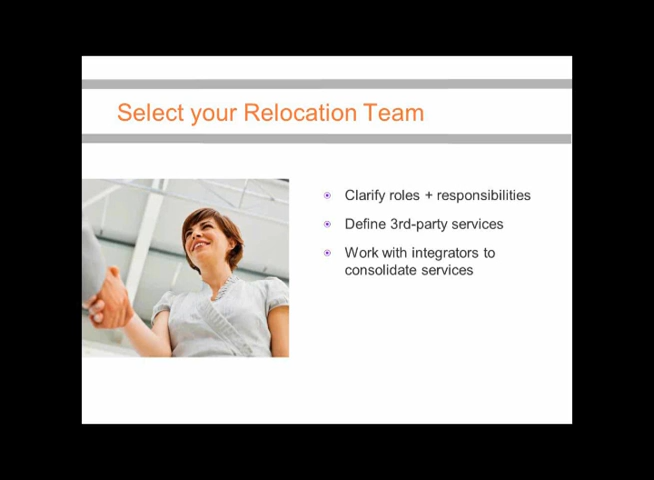 Select your Relocation Team
Clarify roles + responsibilities
Define 3rd-party services
Work with integrators to
consolidate services